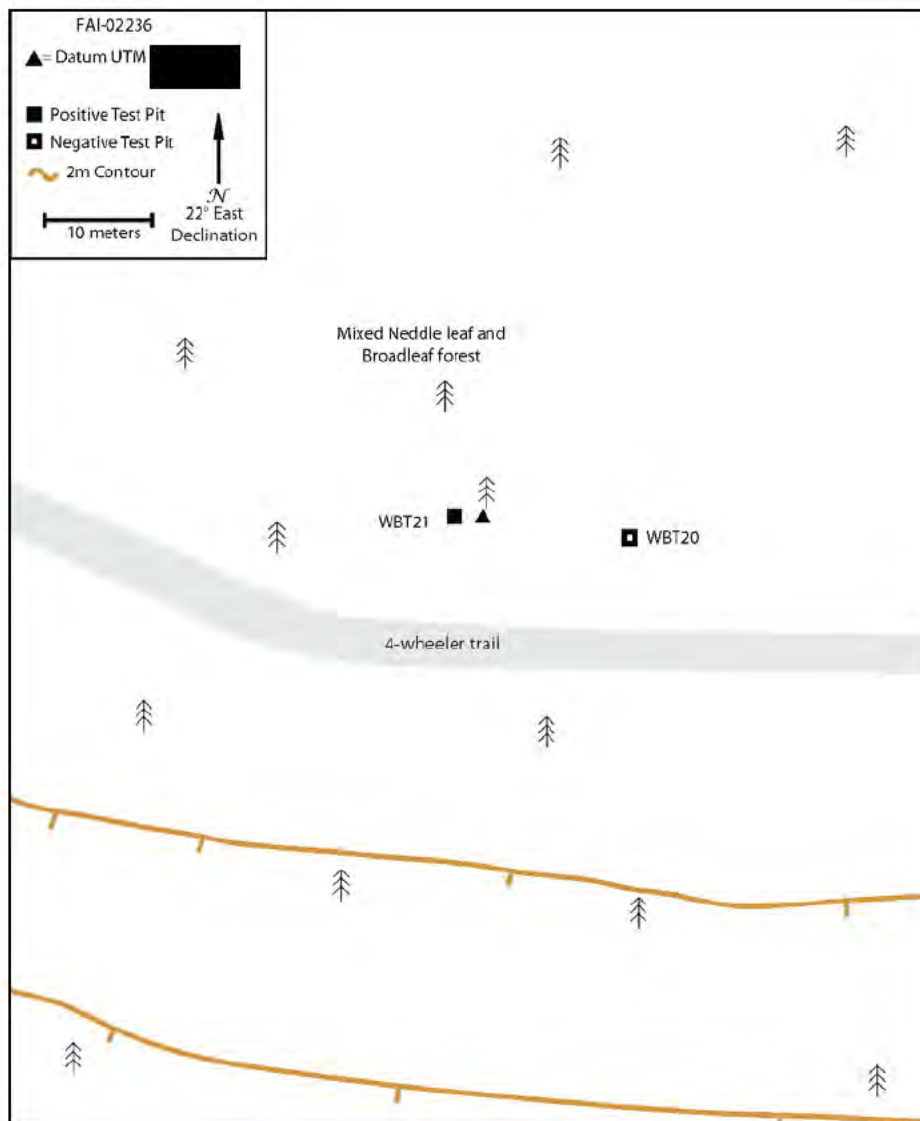 FAI-02236
▲= Datum UTM
Positive Test Pit
Negative Test Pit
2m Contour
10 meters
N
22° East
Declination
Mixed Neddle leaf and
Broadleaf forest
WBT21
WBT20
4-wheeler trail